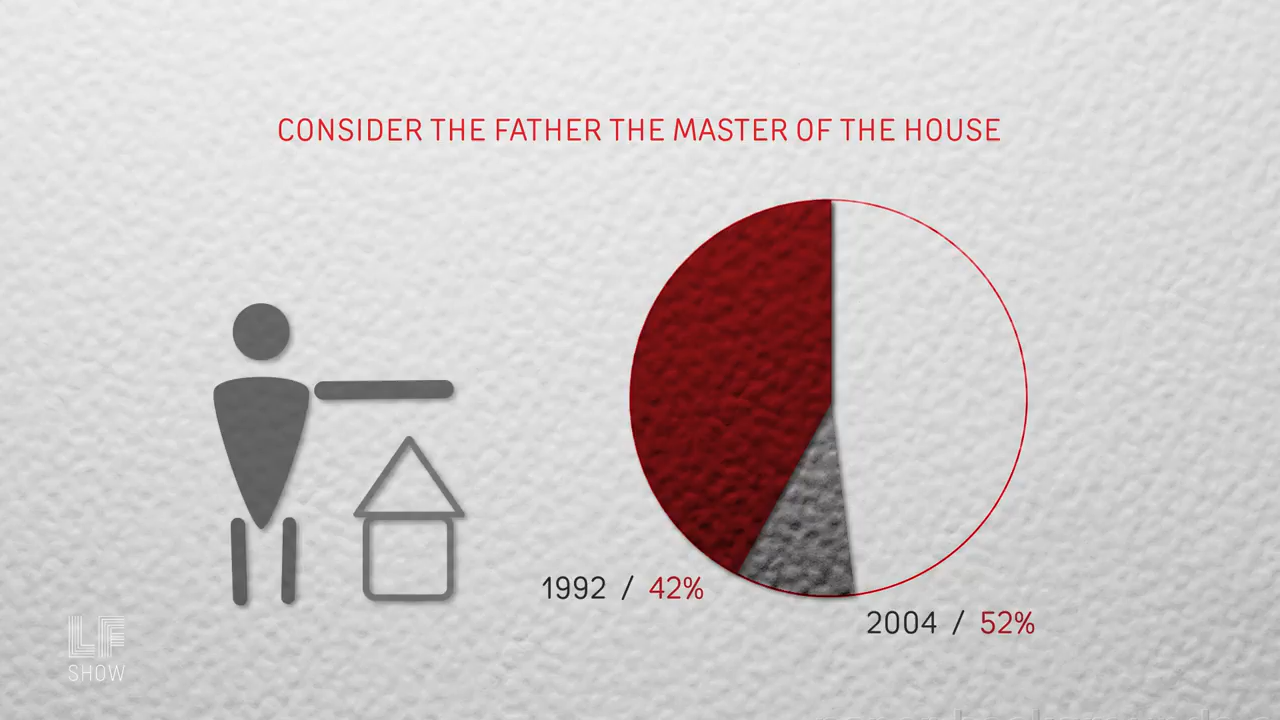 CONSIDER THE FATHER THE MASTER OF THE HOUSE
1992 / 42%
2004 / 52%
LF
SHOW